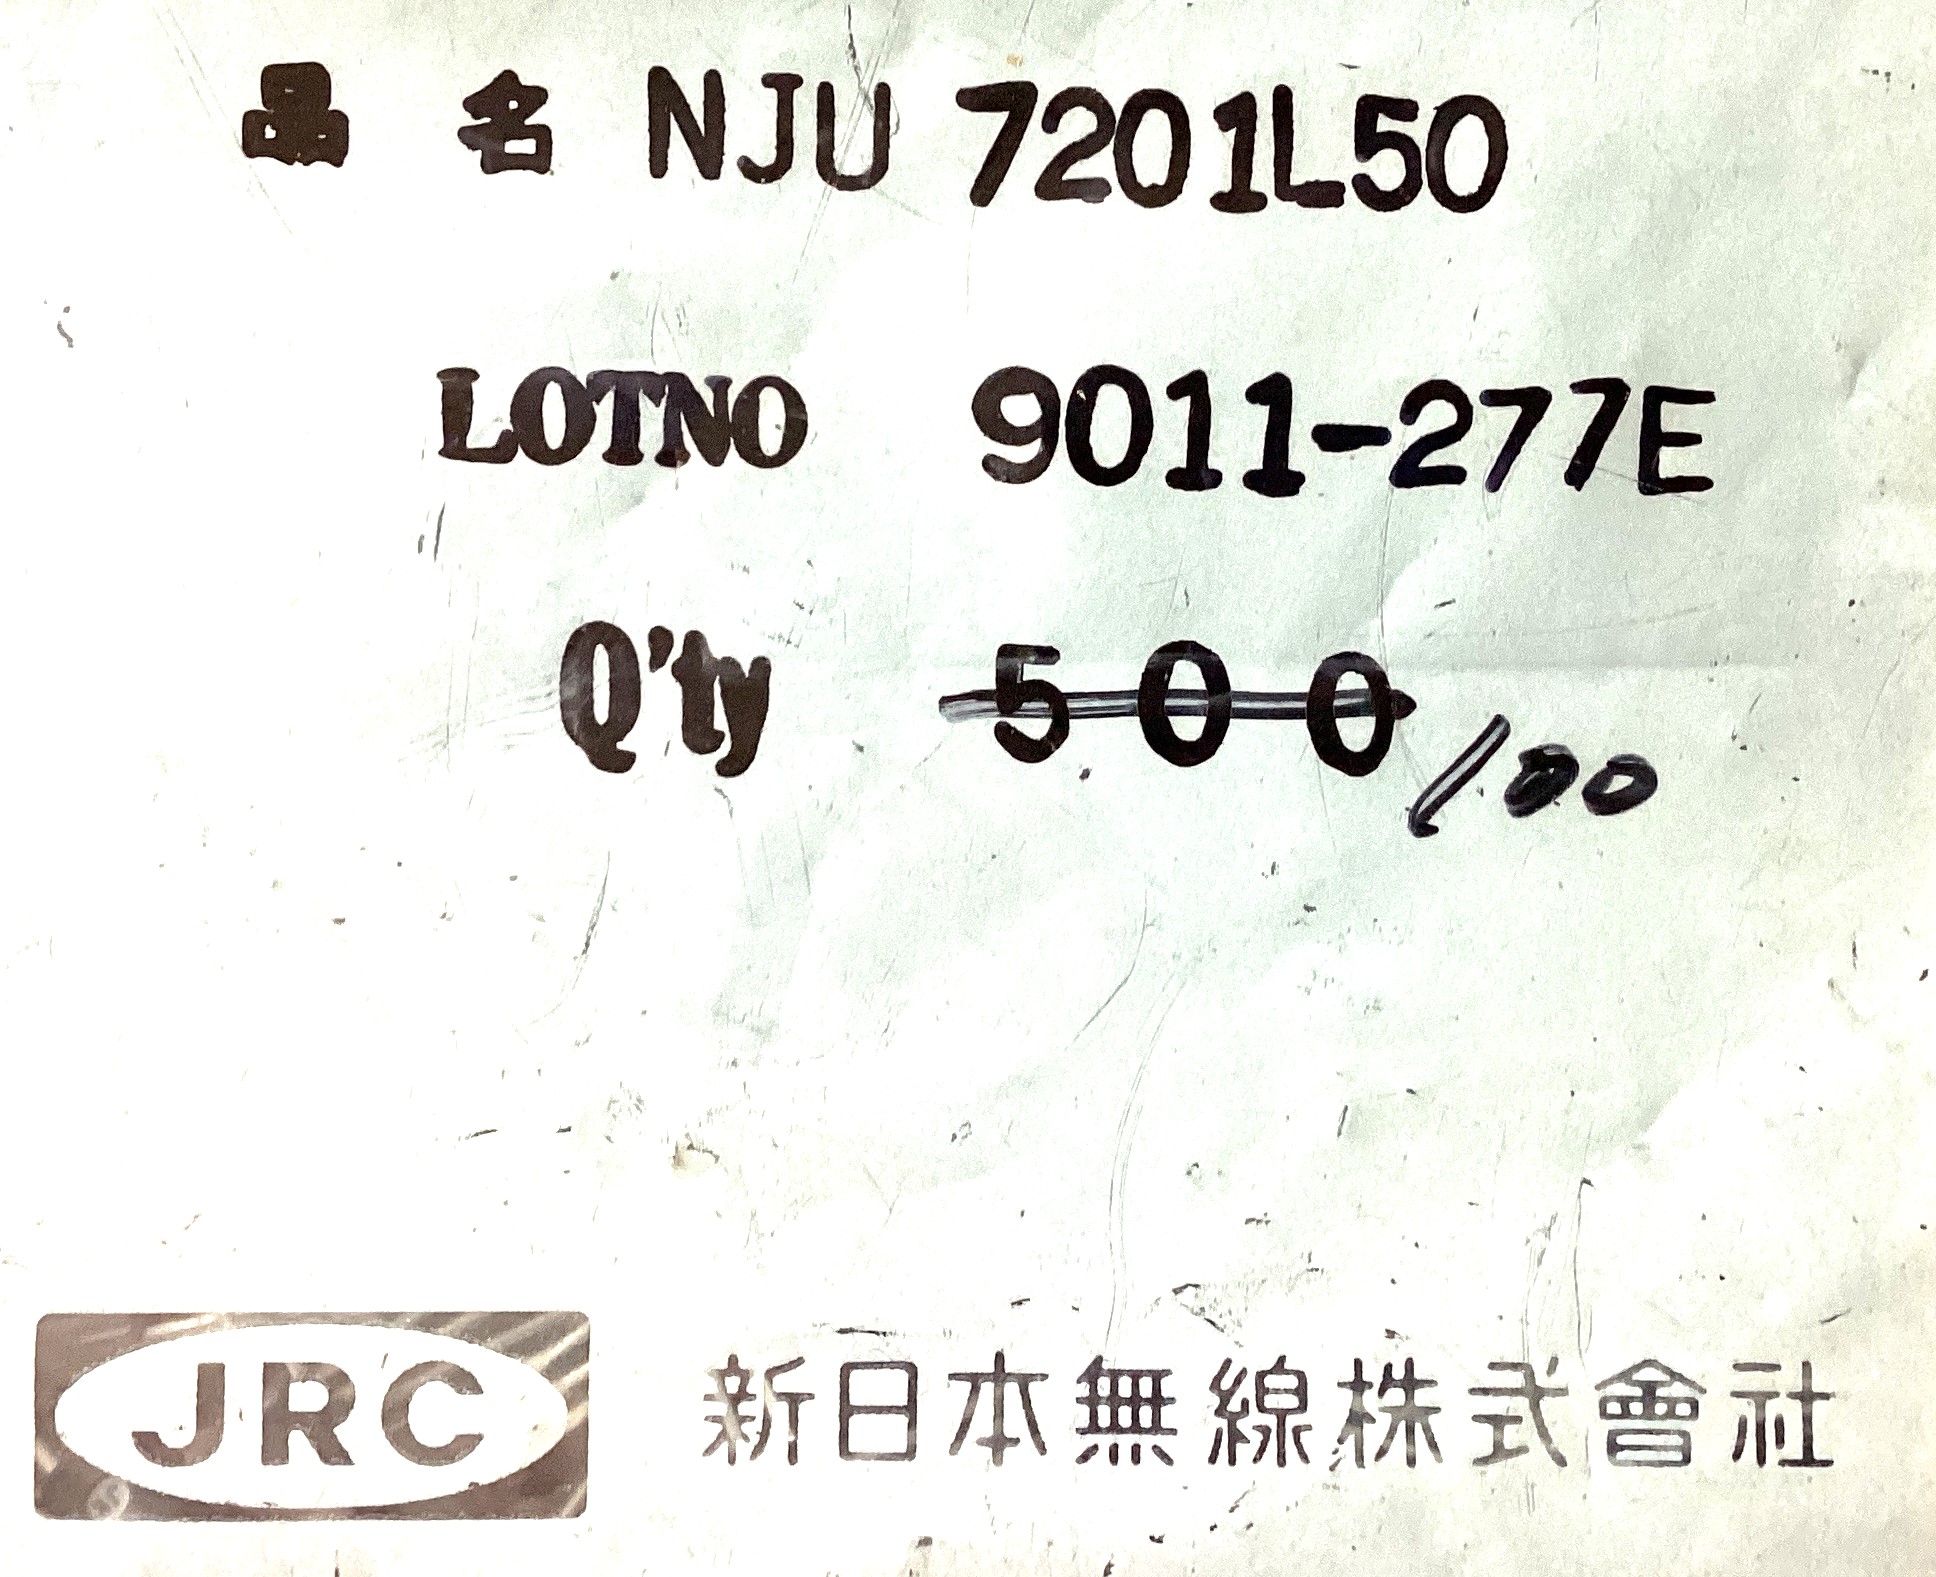 品 名 NJU 7201L50
LOTNO 9011-277E
Q'ty 500
100
JRC 新日本無線株式會社